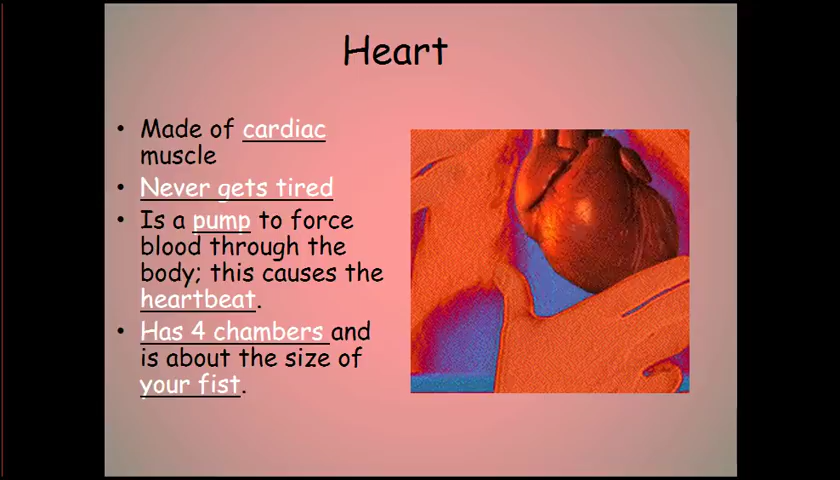 Heart
• Made of cardiac
muscle
• Never gets tired
• Is a pump to force
blood through the
body; this causes the
heartbeat.
• Has 4 chambers and
is about the size of
your fist.